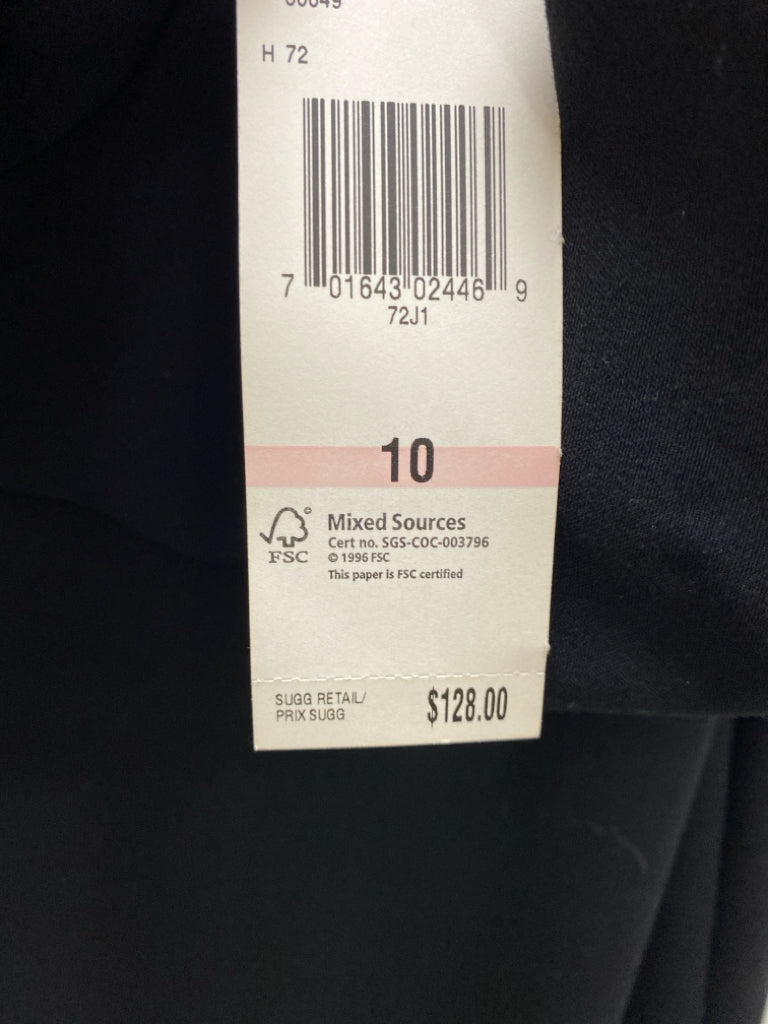 00649
H 72
7 01643 02446 9
72J1
10
FSC
©
Mixed Sources
Cert no. SGS-COC-003796
© 1996 FSC
This paper is FSC certified
SUGG RETAIL/
PRIX SUGG
$128.00